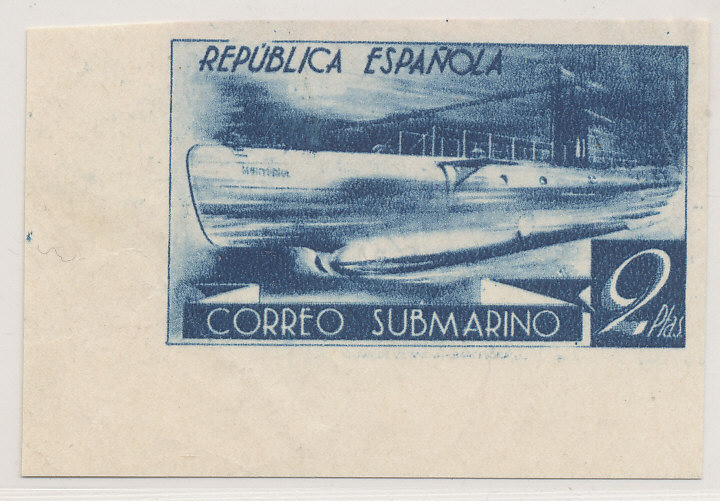 REPÚBLICA ESPAÑOLA
CORREO SUBMARINO
2 Ptas